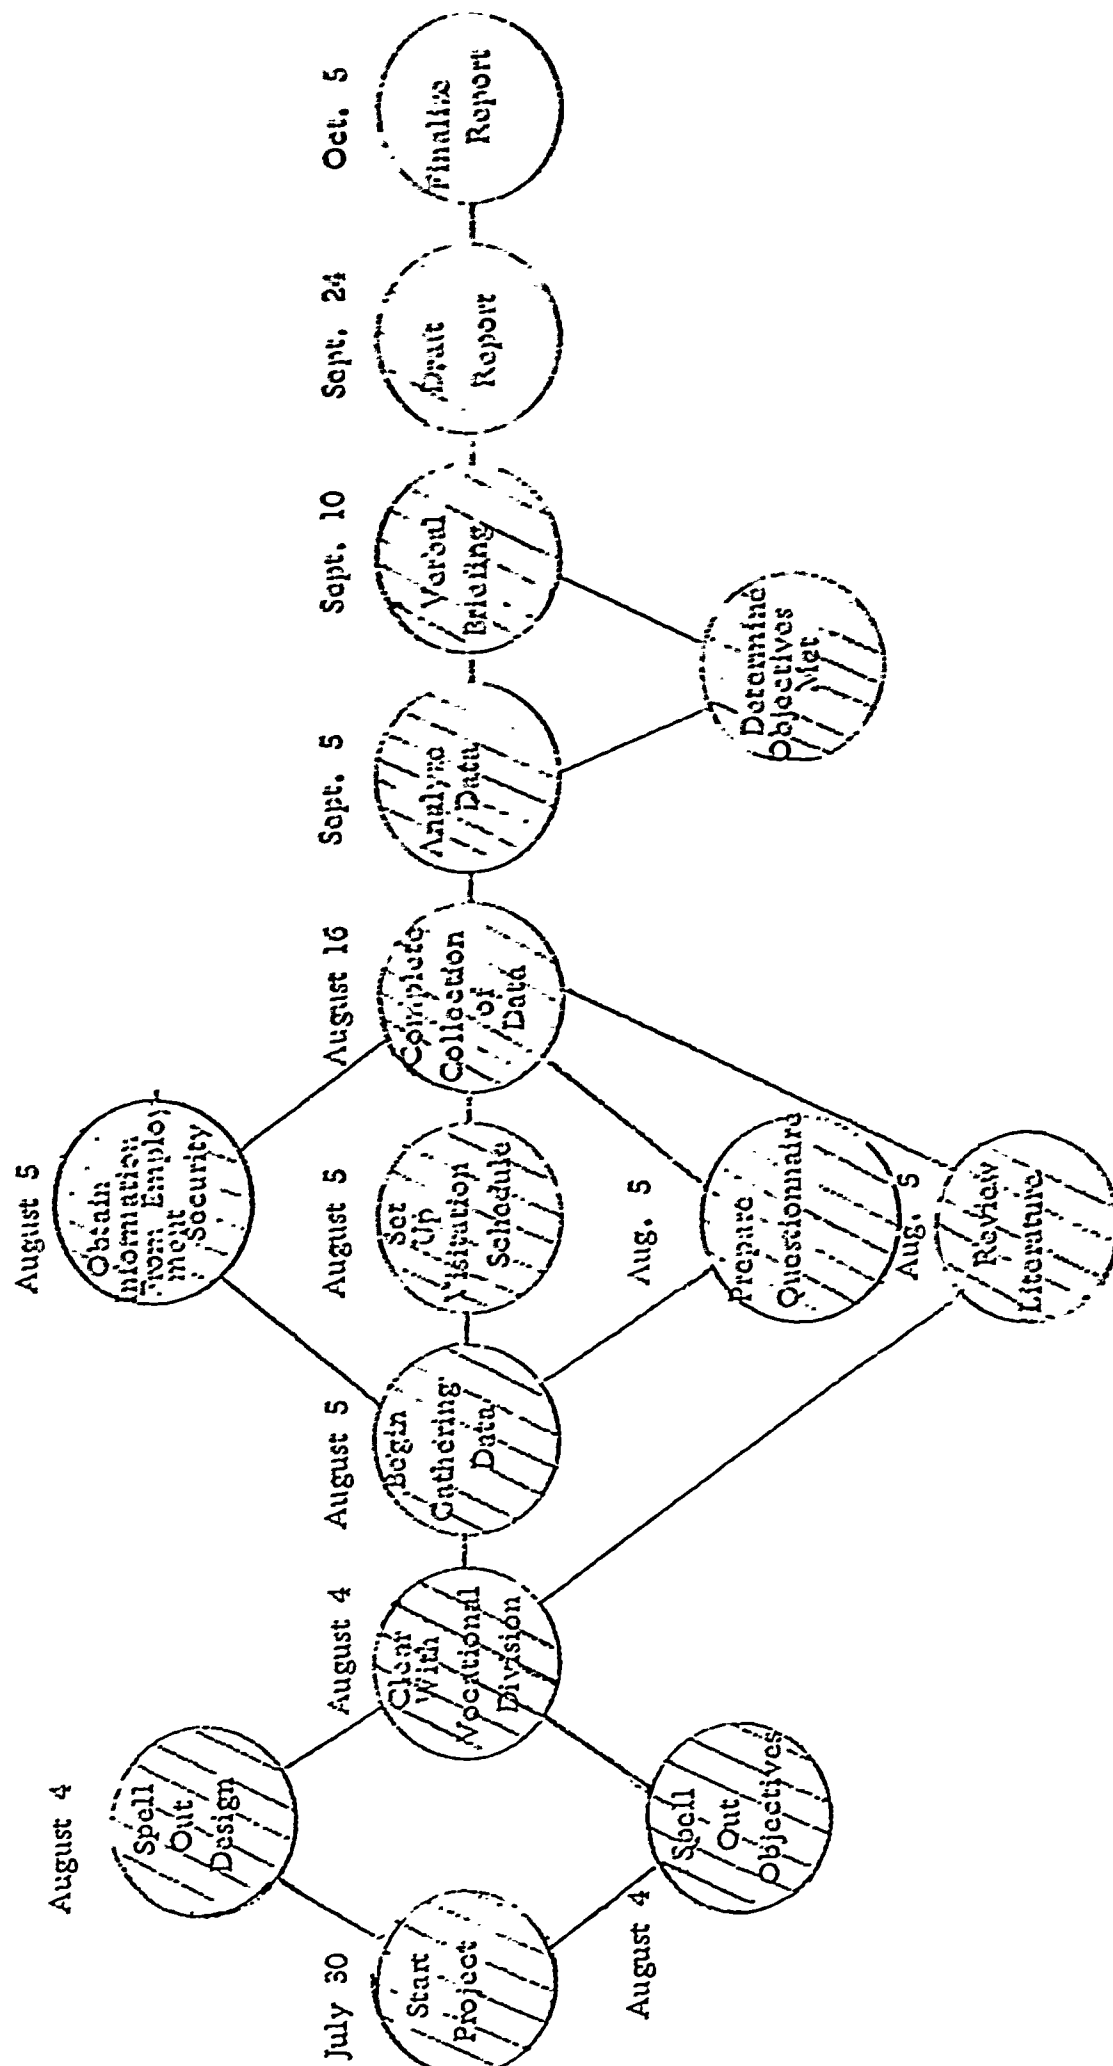 July 30
Start
Project
August 4
Spell
Out
Design
August 4
Spell
Out
Objectives
August 4
Clear
With
Vocational
Division
August 5
Begin
Gathering
Data
August 5
Obtain
Information
From Employ
ment
Security
August 5
Set
Up
Visitation
Schedule
Aug. 5
Prepare
Questionnaire
Aug. 5
Review
Literature
August 16
Complete
Collection
of
Data
Sept. 5
Analyze
Data
Determine
Objectives
Met
Sept. 10
Verbal
Briefing
Sept. 24
Draft
Report
Oct. 5
Finalize
Report